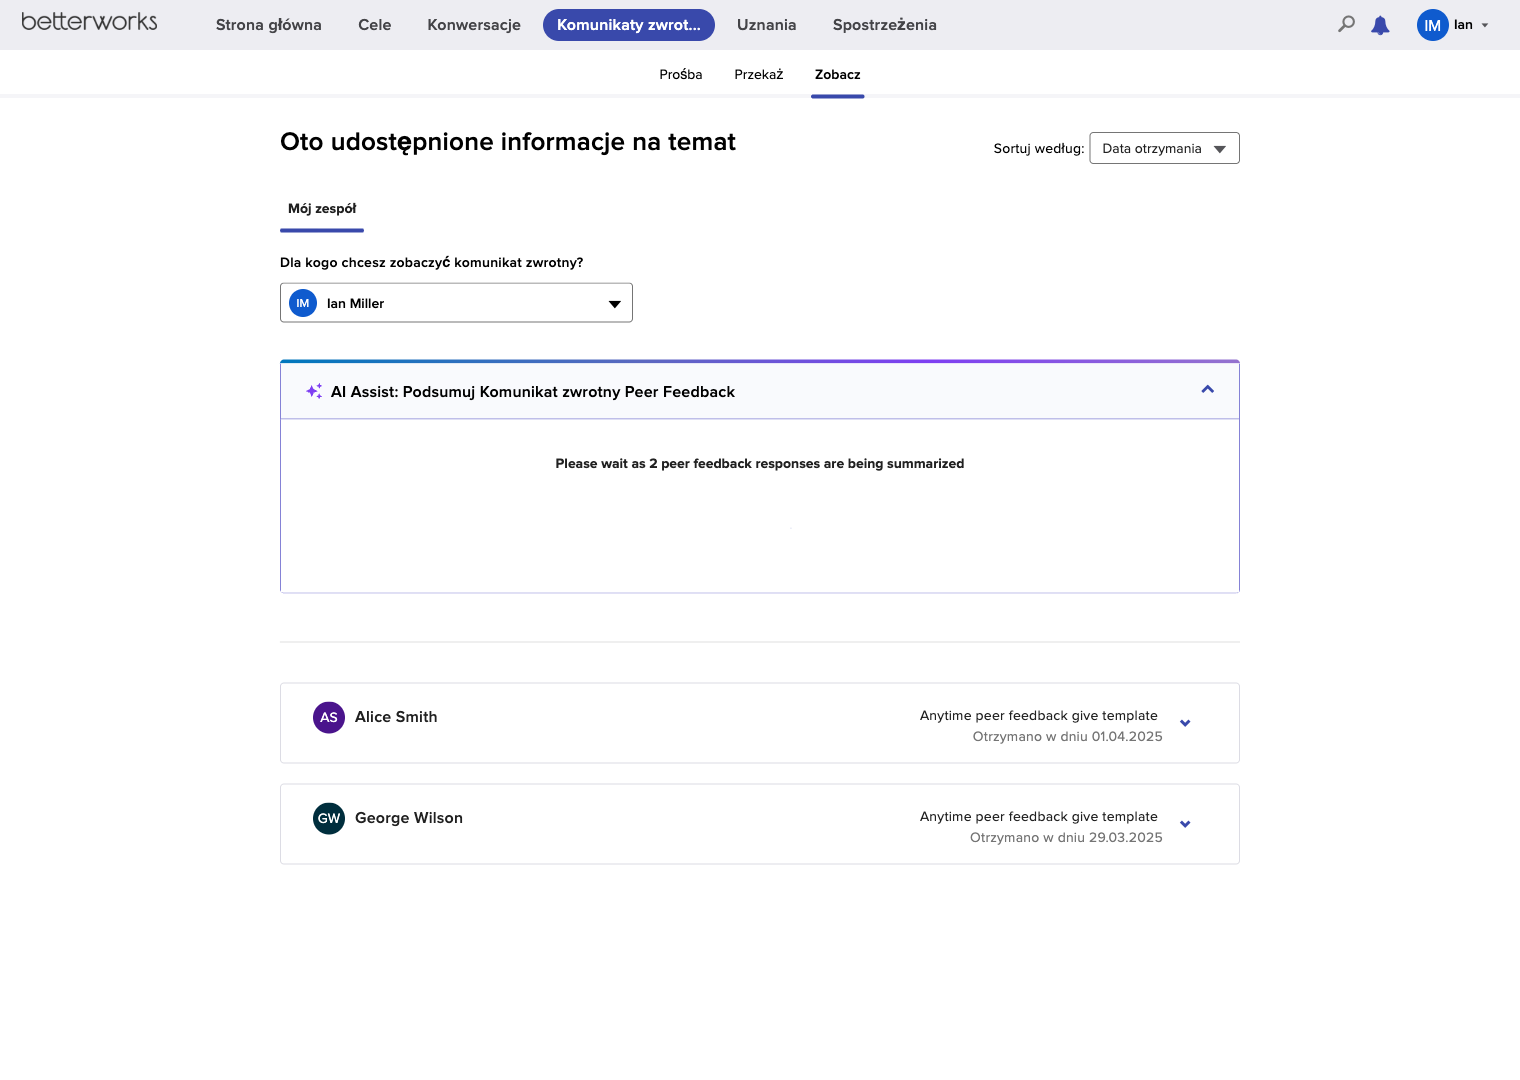 betterworks
Strona główna
Cele
Konwersacje
Komunikaty zwrot...
Uznania
Spostrzeżenia
IM
Ian
Prośba
Przekaż
Zobacz
Oto udostępnione informacje na temat
Sortuj według:
Data otrzymania
Mój zespół
Dla kogo chcesz zobaczyć komunikat zwrotny?
IM
Ian Miller
AI Assist: Podsumuj Komunikat zwrotny Peer Feedback
Please wait as 2 peer feedback responses are being summarized
AS
Alice Smith
Anytime peer feedback give template
Otrzymano w dniu 01.04.2025
GW
George Wilson
Anytime peer feedback give template
Otrzymano w dniu 29.03.2025